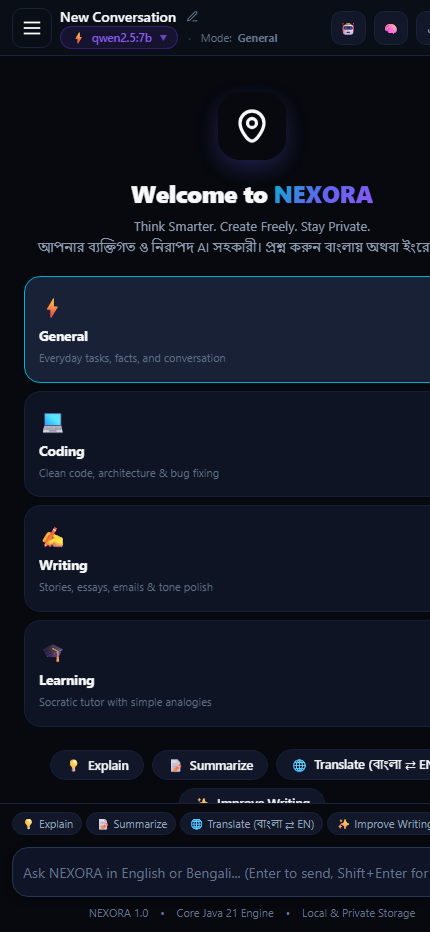 New Conversation
qwen2.5:7b
· Mode: General
Welcome to NEXORA
Think Smarter. Create Freely. Stay Private.
আপনার ব্যক্তিগত ও নিরাপদ AI সহকারী। প্রশ্ন করুন বাংলায় অথবা
General
Everyday tasks, facts, and conversation
Coding
Clean code, architecture & bug fixing
Writing
Stories, essays, emails & tone polish
Learning
Socratic tutor with simple analogies
Explain
Summarize
Translate (বাংলা ⇄ EN
Improve Writing
Explain
Summarize
Translate (বাংলা ⇄ EN)
Improve Writing
Ask NEXORA in English or Bengali... (Enter to send, Shift+Enter for
NEXORA 1.0 • Core Java 21 Engine • Local & Private Storage